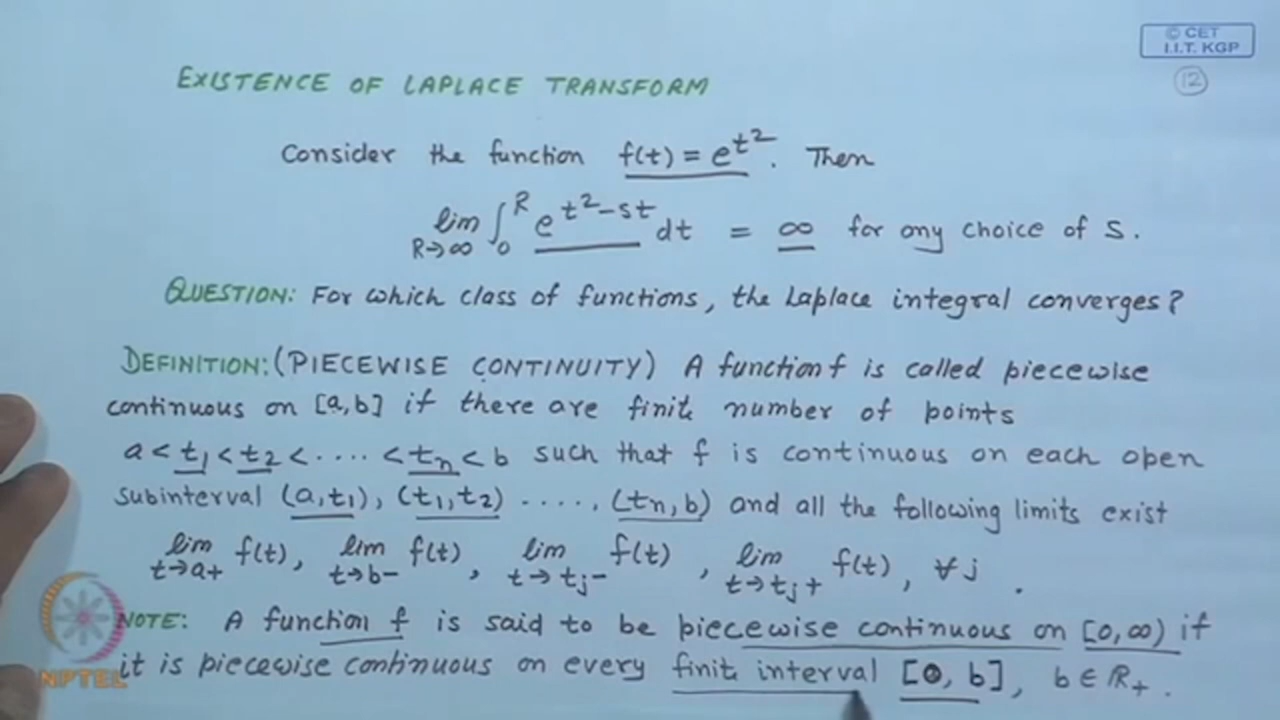 © CET
I.I.T. KGP
12
EXISTENCE OF LAPLACE TRANSFORM
Consider the function f(t) = e^{t^2}. Then
lim_{R→∞} ∫_0^R e^{t^2-st} dt = ∞ for any choice of s.
QUESTION: For which class of functions, the Laplace integral converges?
DEFINITION: (PIECEWISE CONTINUITY) A function f is called piecewise
continuous on [a,b] if there are finite number of points
a < t_1 < t_2 < .... < t_n < b such that f is continuous on each open
subinterval (a,t_1), (t_1,t_2) ....., (t_n,b) and all the following limits exist
lim_{t→a+} f(t), lim_{t→b-} f(t), lim_{t→t_j-} f(t), lim_{t→t_j+} f(t), ∀ j .
NOTE: A function f is said to be piecewise continuous on [0,∞) if
it is piecewise continuous on every finite interval [0, b], b ∈ R_+.
NPTEL